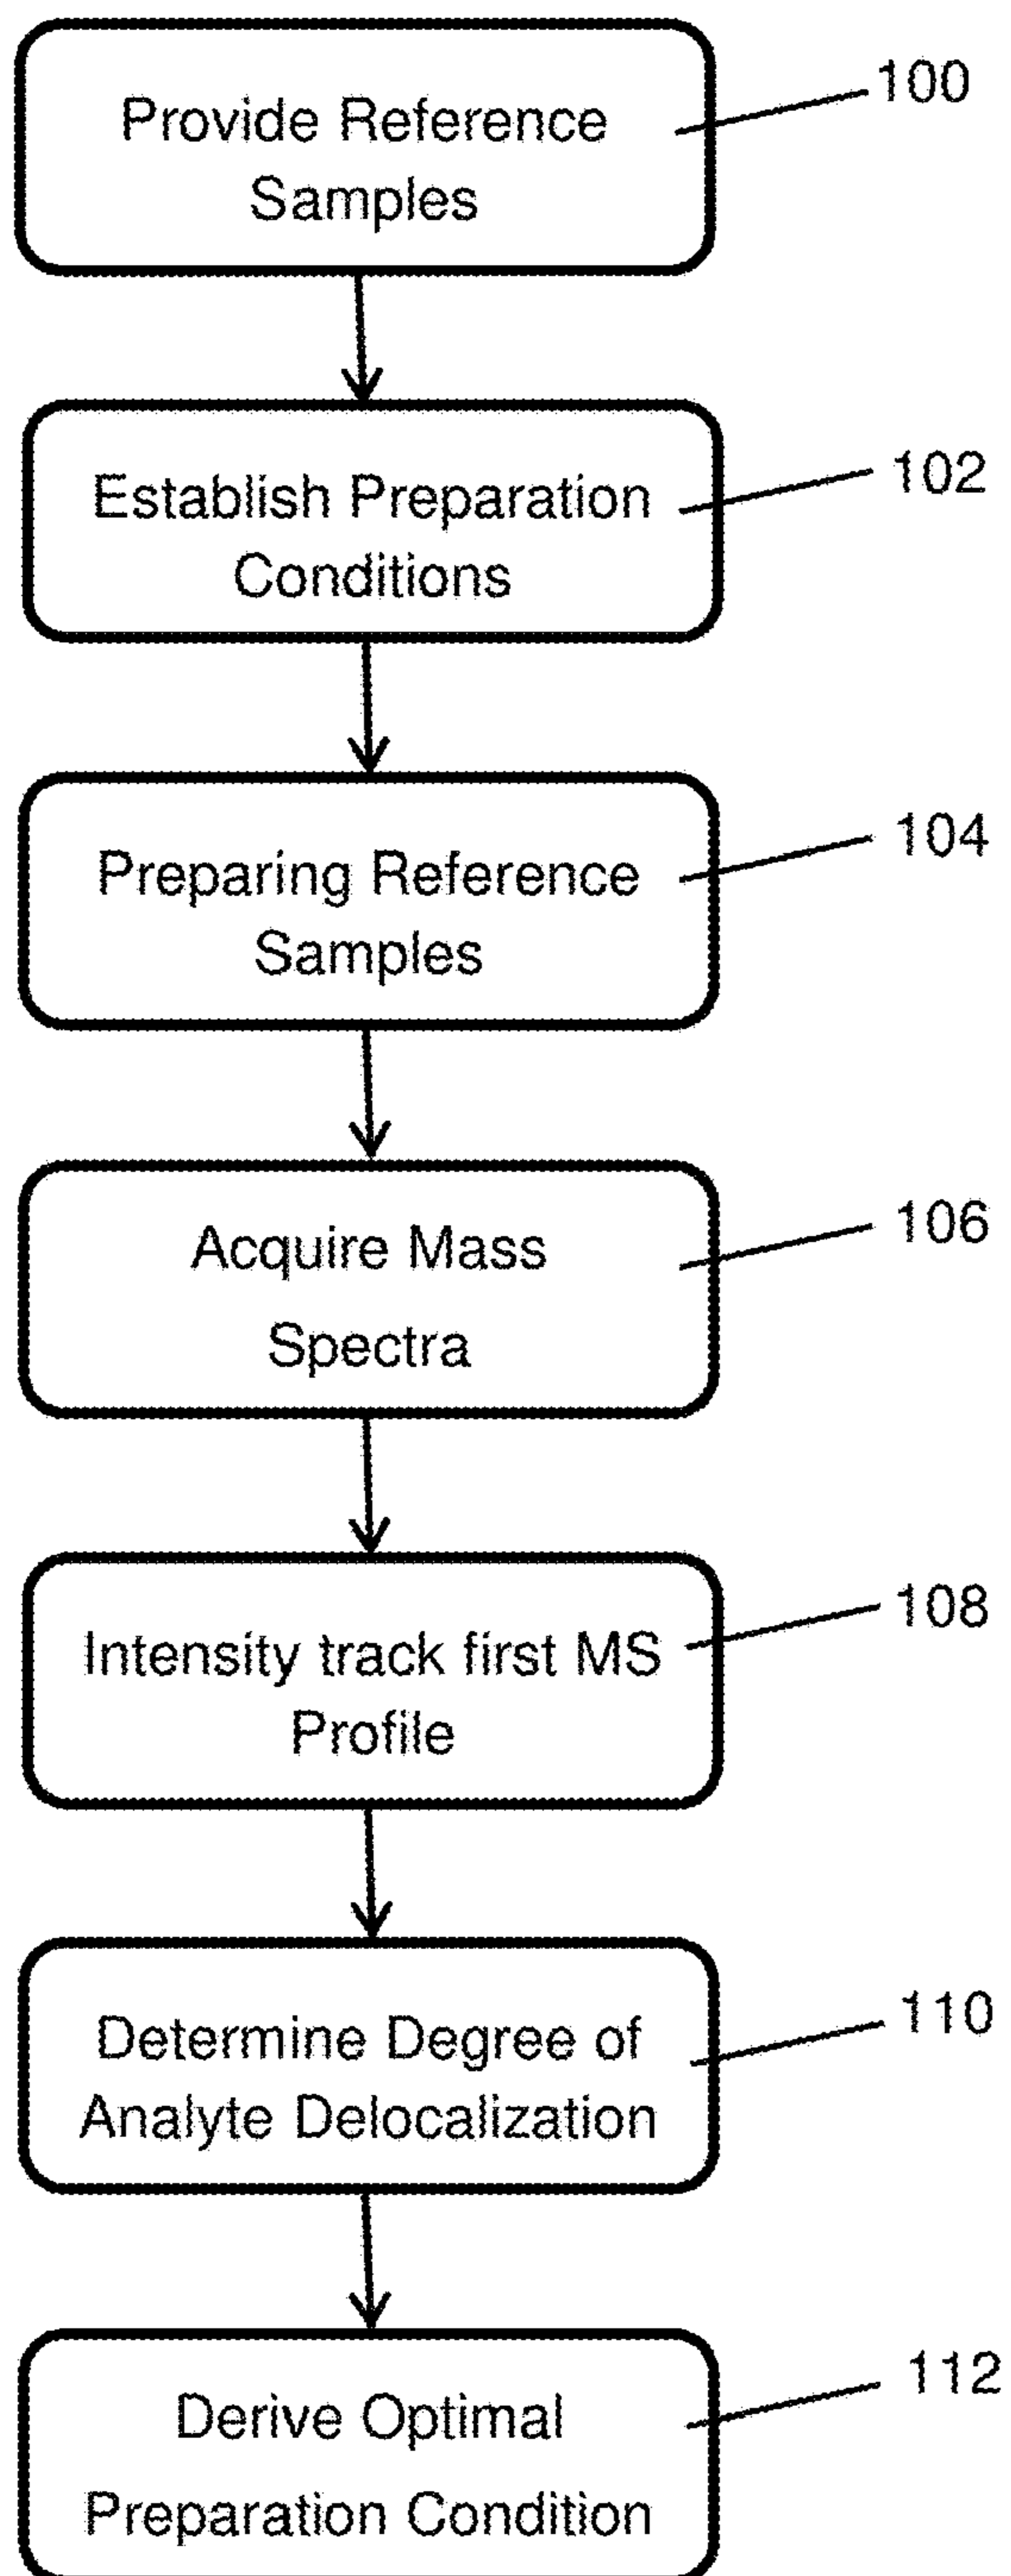 Provide Reference
Samples
100
Establish Preparation
Conditions
102
Preparing Reference
Samples
104
Acquire Mass
Spectra
106
Intensity track first MS
Profile
108
Determine Degree of
Analyte Delocalization
110
Derive Optimal
Preparation Condition
112